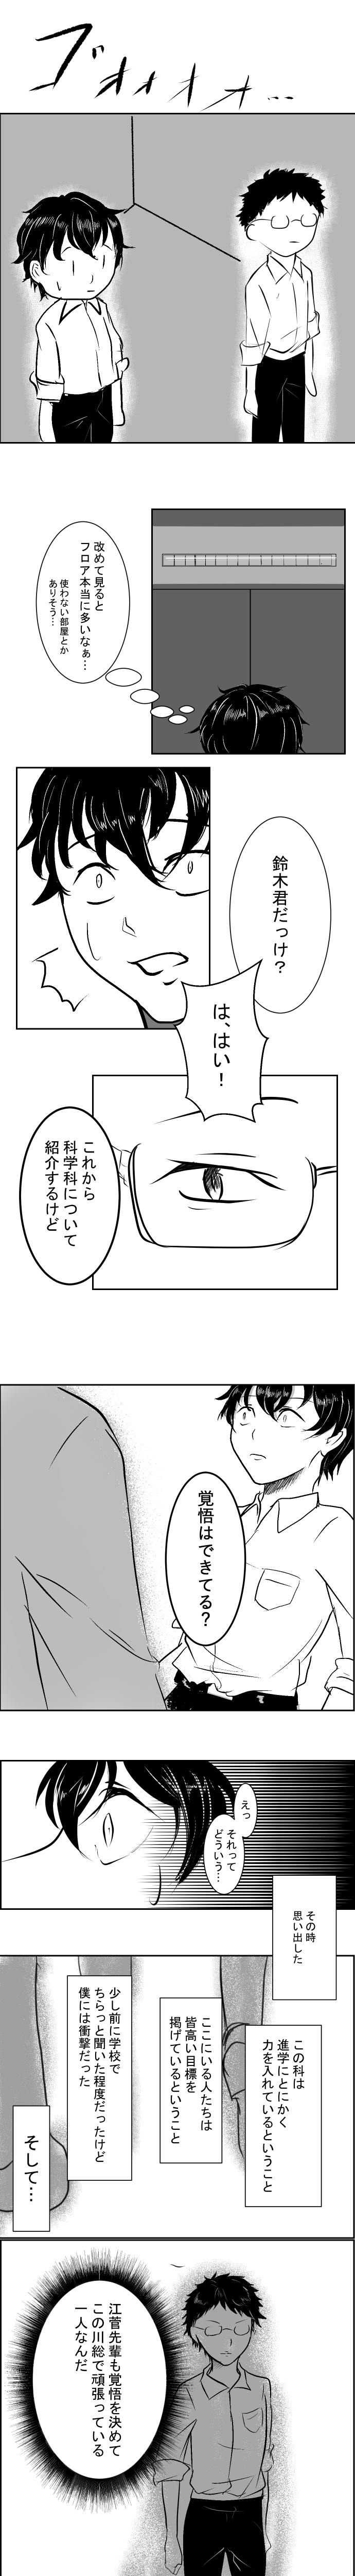 ゴオオオオオ…
改めて見ると
フロア本当に多いなぁ…
使わない部屋とか
ありそう…
鈴木君だっけ？
は、はい！
これから
科学科について
紹介するけど
覚悟はできてる？
えっ
それって
どういう…
その時
思い出した
この科は
進学にとにかく
力を入れているということ
ここにいる人たちは
皆高い目標を
掲げているということ
少し前に学校で
ちらっと聞いた程度だったけど
僕には衝撃だった
そして…
江菅先輩も覚悟を決めて
この川総で頑張っている
一人なんだ